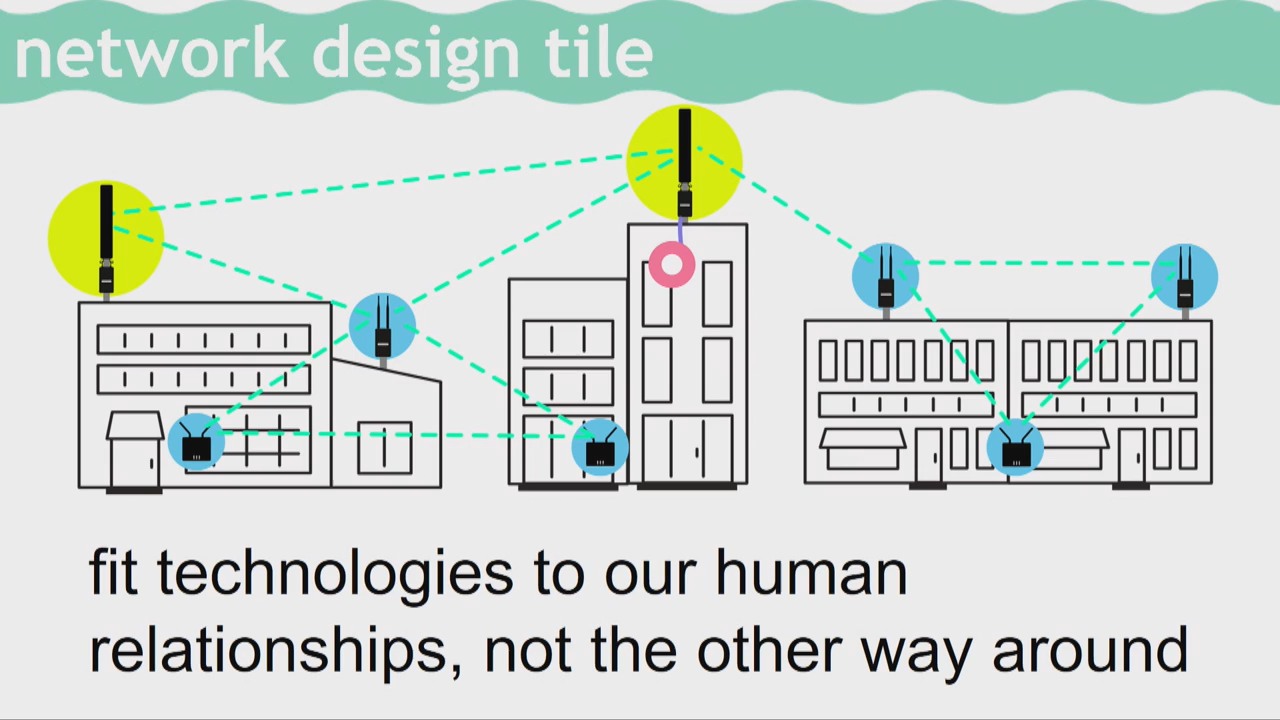 network design tile
fit technologies to our human
relationships, not the other way around